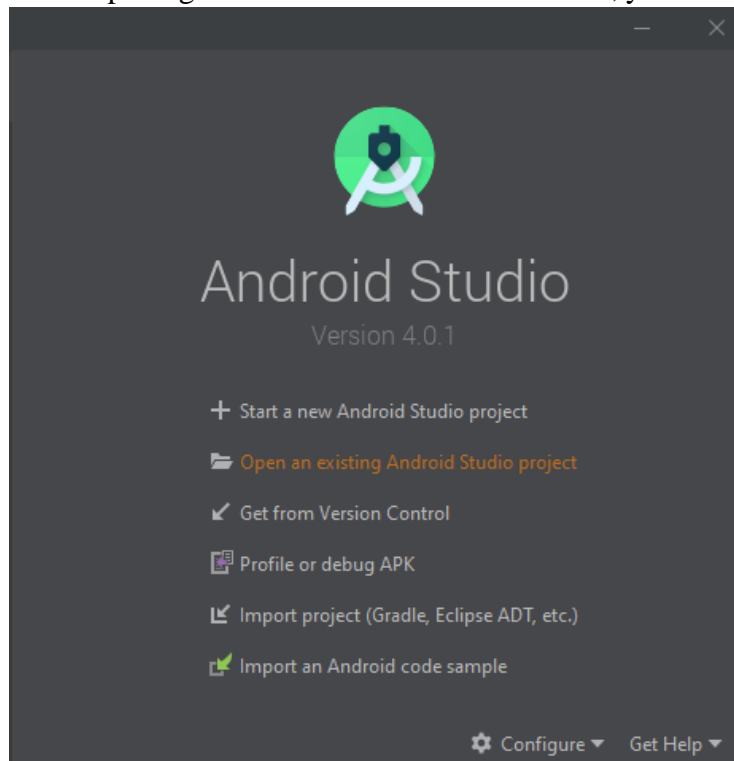 Android Studio
Version 4.0.1
Start a new Android Studio project
Open an existing Android Studio project
Get from Version Control
Profile or debug APK
Import project (Gradle, Eclipse ADT, etc.)
Import an Android code sample
Configure Get Help